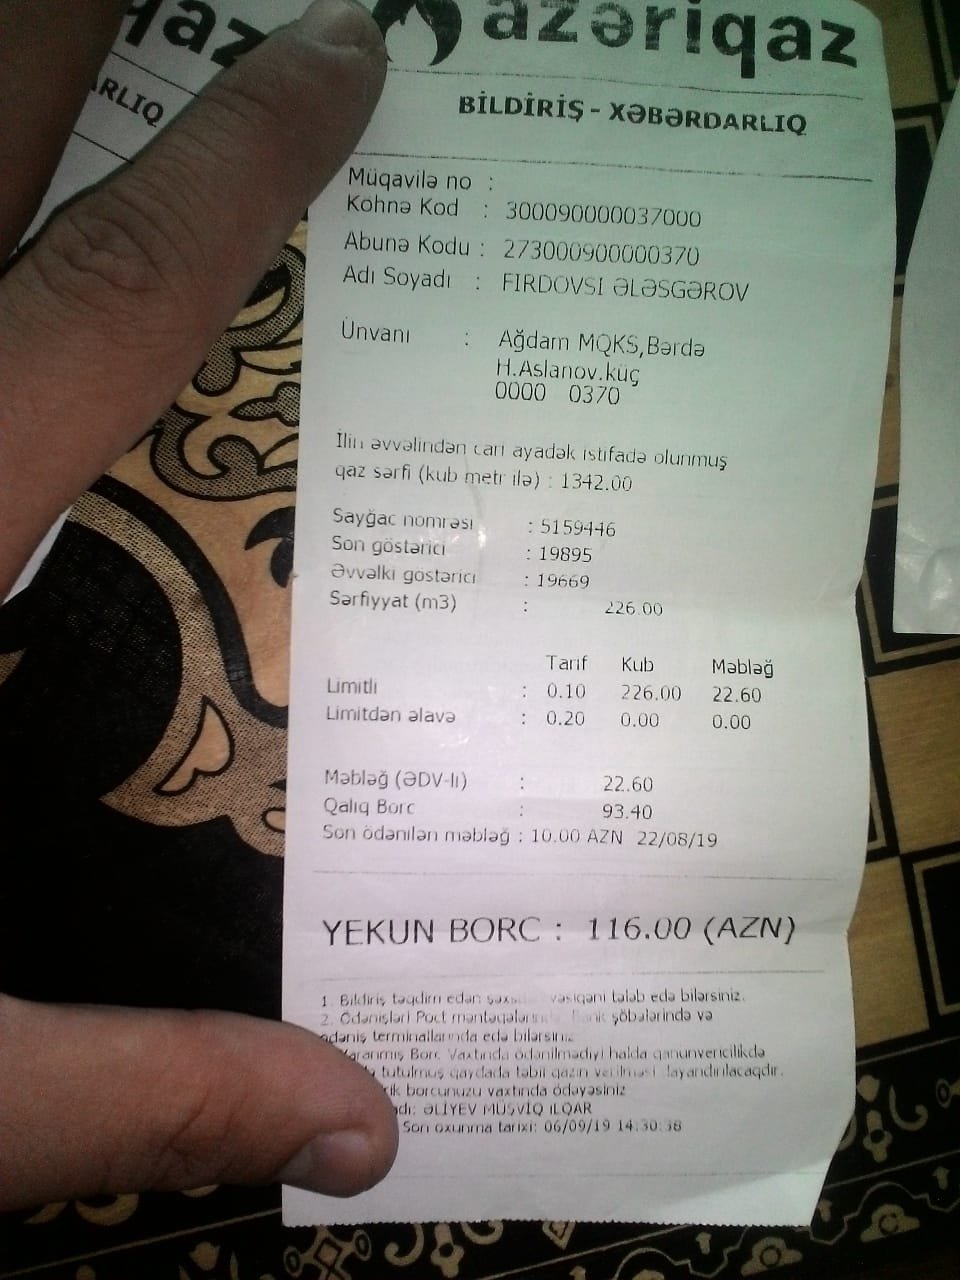 azəriqaz
BİLDİRİŞ - XƏBƏRDARLIQ
Müqavilə no :
Kohnə Kod : 300090000037000
Abunə Kodu : 273000900000370
Adı Soyadı : FIRDOVSI ƏLƏSGƏROV
Ünvanı : Ağdam MQKS,Bərdə
H.Aslanov.küç
0000 0370
İlin əvvəlindən cari ayadək istifadə olunmuş
qaz sərfi (kub metr ilə) : 1342.00
Sayğac nomrəsi : 5159446
Son göstərici : 19895
Əvvəlki göstərici : 19669
Sərfiyyat (m3) : 226.00
Tarif Kub Məbləğ
Limitli : 0.10 226.00 22.60
Limitdən əlavə : 0.20 0.00 0.00
Məbləğ (ƏDV-li) : 22.60
Qalıq Borc : 93.40
Son ödənilən məbləğ : 10.00 AZN 22/08/19
YEKUN BORC : 116.00 (AZN)
1. Bildiriş təqdim edən vəsiqəni tələb edə bilərsiniz.
2. Ödənişləri Poct Bank şöbələrində və
ödəniş terminallarında edə bilərsiniz
Yaranmış Borc Vaxtında ödənilmədiyi halda qanunvericilikdə
tutulmuş qaydada təbii qazın verilməsi dayandırılacaqdır.
borcunuzu vaxtında ödəyəsiniz
ƏLİYEV MÜŞVİQ ILQAR
Son oxunma tarixi: 06/09/19 14:30:38
qaz
ARLIQ